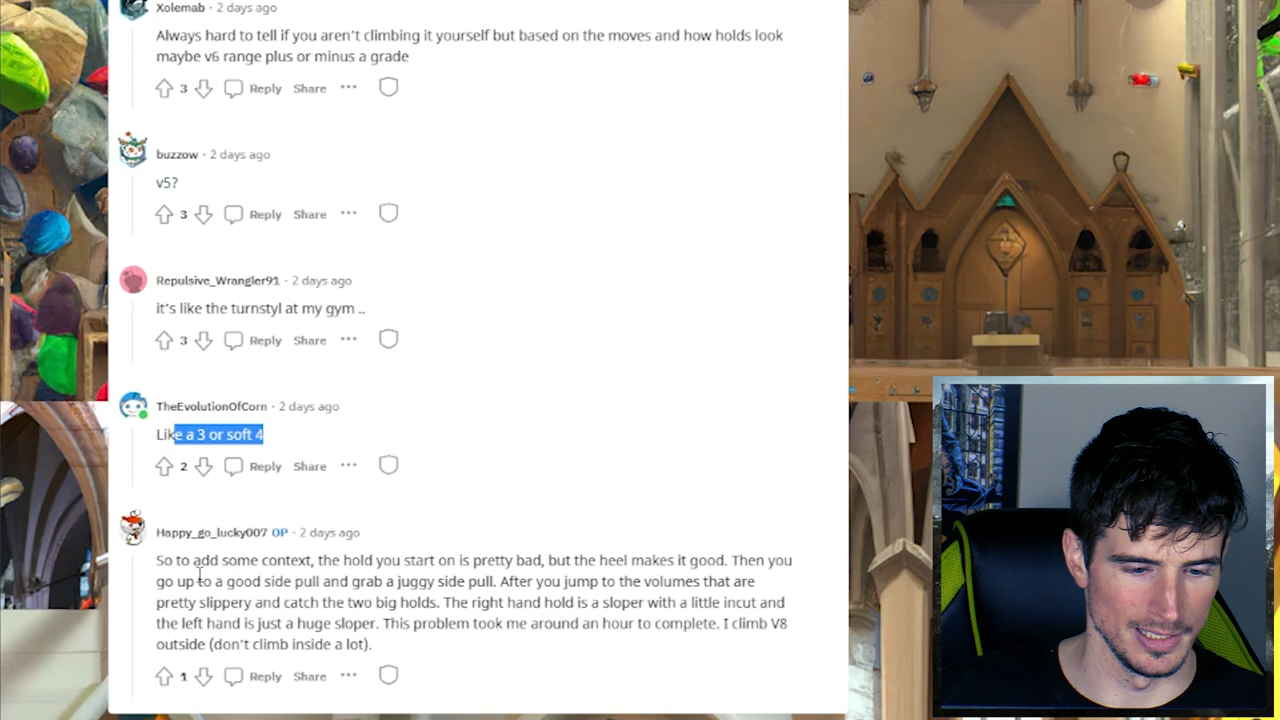 Xolemab · 2 days ago
Always hard to tell if you aren't climbing it yourself but based on the moves and how holds look
maybe v6 range plus or minus a grade
3 Reply Share ···
buzzow · 2 days ago
v5?
3 Reply Share ···
Repulsive_Wrangler91 · 2 days ago
it's like the turnstyl at my gym ..
3 Reply Share ···
TheEvolutionOfCorn · 2 days ago
Like a 3 or soft 4
2 Reply Share ···
Happy_go_lucky007 OP · 2 days ago
So to add some context, the hold you start on is pretty bad, but the heel makes it good. Then you
go up to a good side pull and grab a juggy side pull. After you jump to the volumes that are
pretty slippery and catch the two big holds. The right hand hold is a sloper with a little incut and
the left hand is just a huge sloper. This problem took me around an hour to complete. I climb V8
outside (don't climb inside a lot).
1 Reply Share ···